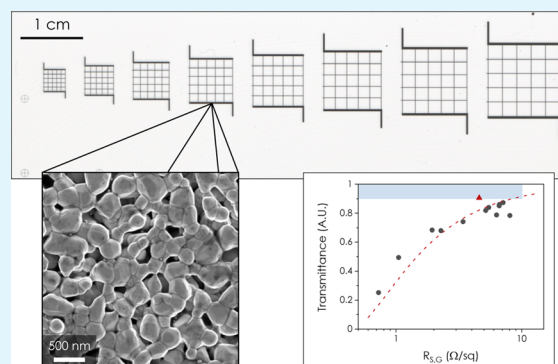 1 cm
500 nm
Transmittance (A.U.)
1
0.8
0.6
0.4
0.2
0
1
10
R_S,G (Ω/sq)